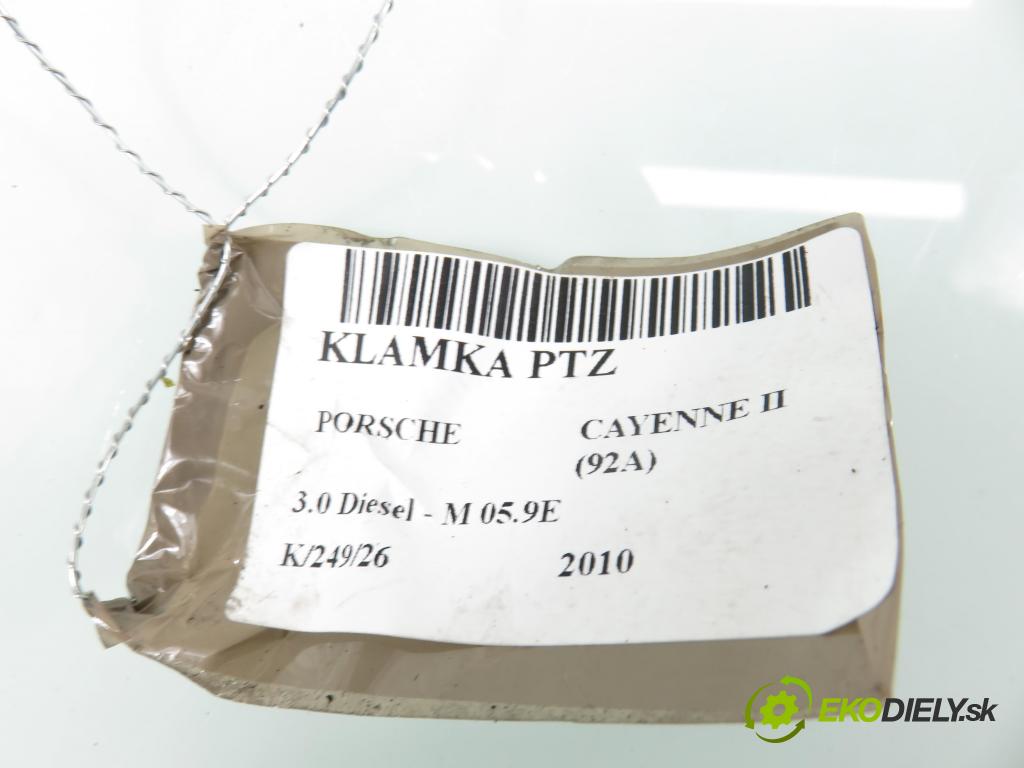 KLAMKA PTZ
PORSCHE CAYENNE II
(92A)
3.0 Diesel - M 05.9E
K/249/26 2010
EKODIELY.sk